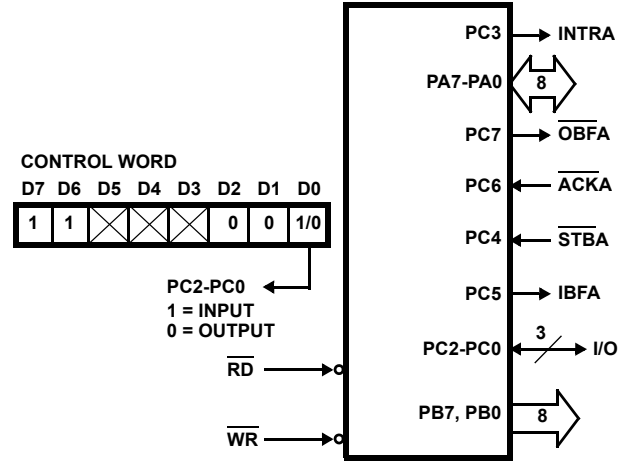 PC3 INTRA
PA7-PA0 8
PC7 OBFA
CONTROL WORD
D7 D6 D5 D4 D3 D2 D1 D0
PC6 ACKA
1 1 0 0 1/0
PC4 STBA
PC2-PC0
1 = INPUT
0 = OUTPUT
PC5 IBFA
PC2-PC0 3 I/O
RD
PB7, PB0 8
WR